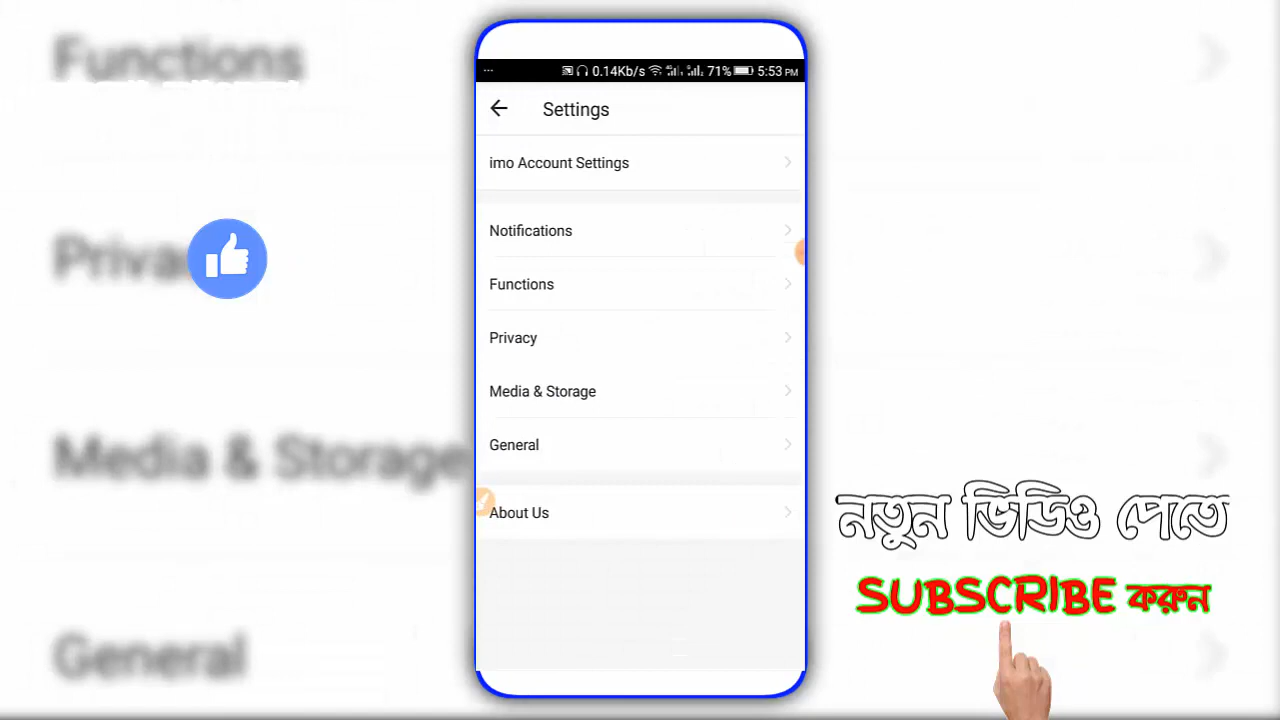 Functions
Privac
Media & Storage
General
... 0.14Kb/s 71% 5:53 PM
Settings
imo Account Settings
Notifications
Functions
Privacy
Media & Storage
General
About Us
নতুন ভিডিও পেতে
SUBSCRIBE করুন